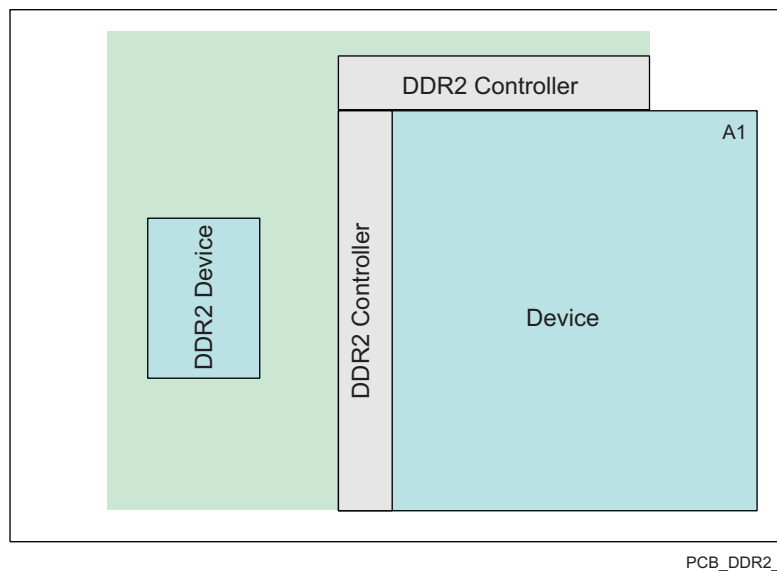 DDR2 Controller
A1
DDR2 Device
DDR2 Controller
Device
PCB_DDR2_